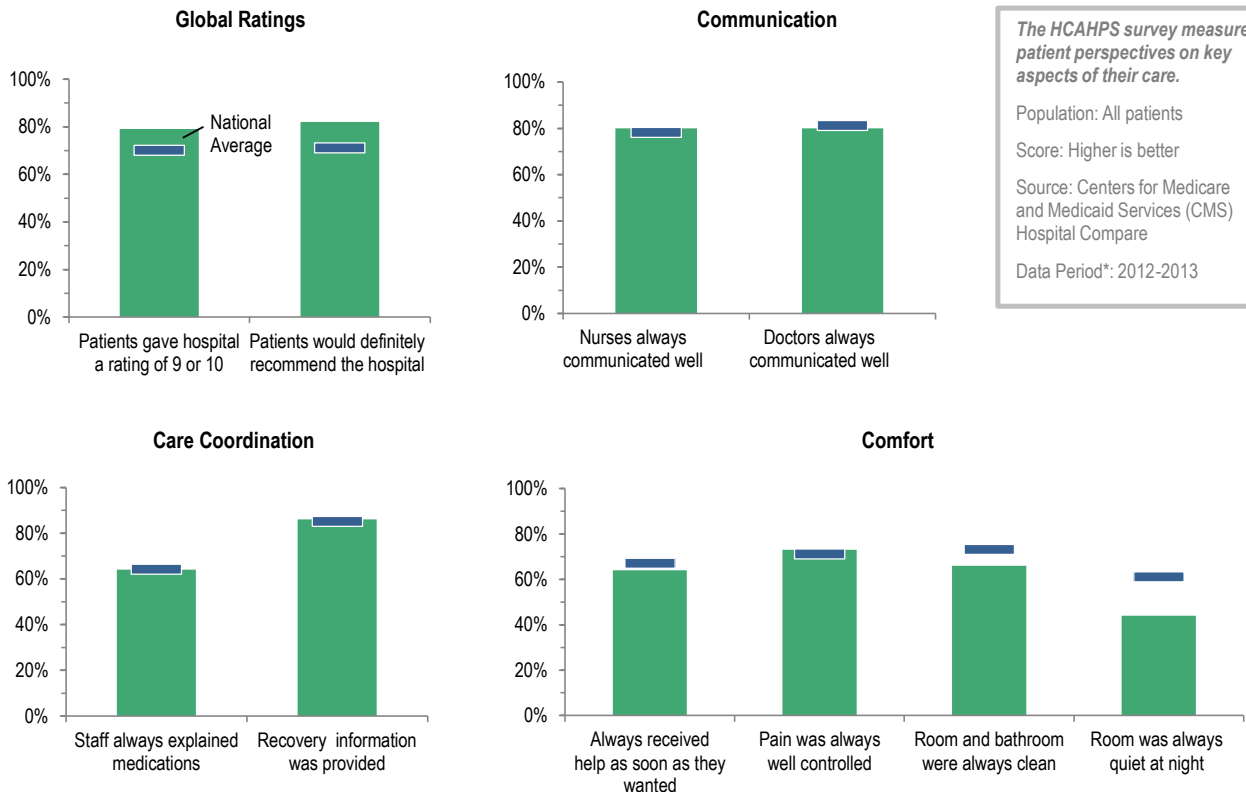 Global Ratings
100%
80%
60%
40%
20%
0%
National
Average
Patients gave hospital
a rating of 9 or 10
Patients would definitely
recommend the hospital
Communication
100%
80%
60%
40%
20%
0%
Nurses always
communicated well
Doctors always
communicated well
The HCAHPS survey measure
patient perspectives on key
aspects of their care.
Population: All patients
Score: Higher is better
Source: Centers for Medicare
and Medicaid Services (CMS)
Hospital Compare
Data Period*: 2012-2013
Care Coordination
100%
80%
60%
40%
20%
0%
Staff always explained
medications
Recovery information
was provided
Comfort
100%
80%
60%
40%
20%
0%
Always received
help as soon as they
wanted
Pain was always
well controlled
Room and bathroom
were always clean
Room was always
quiet at night